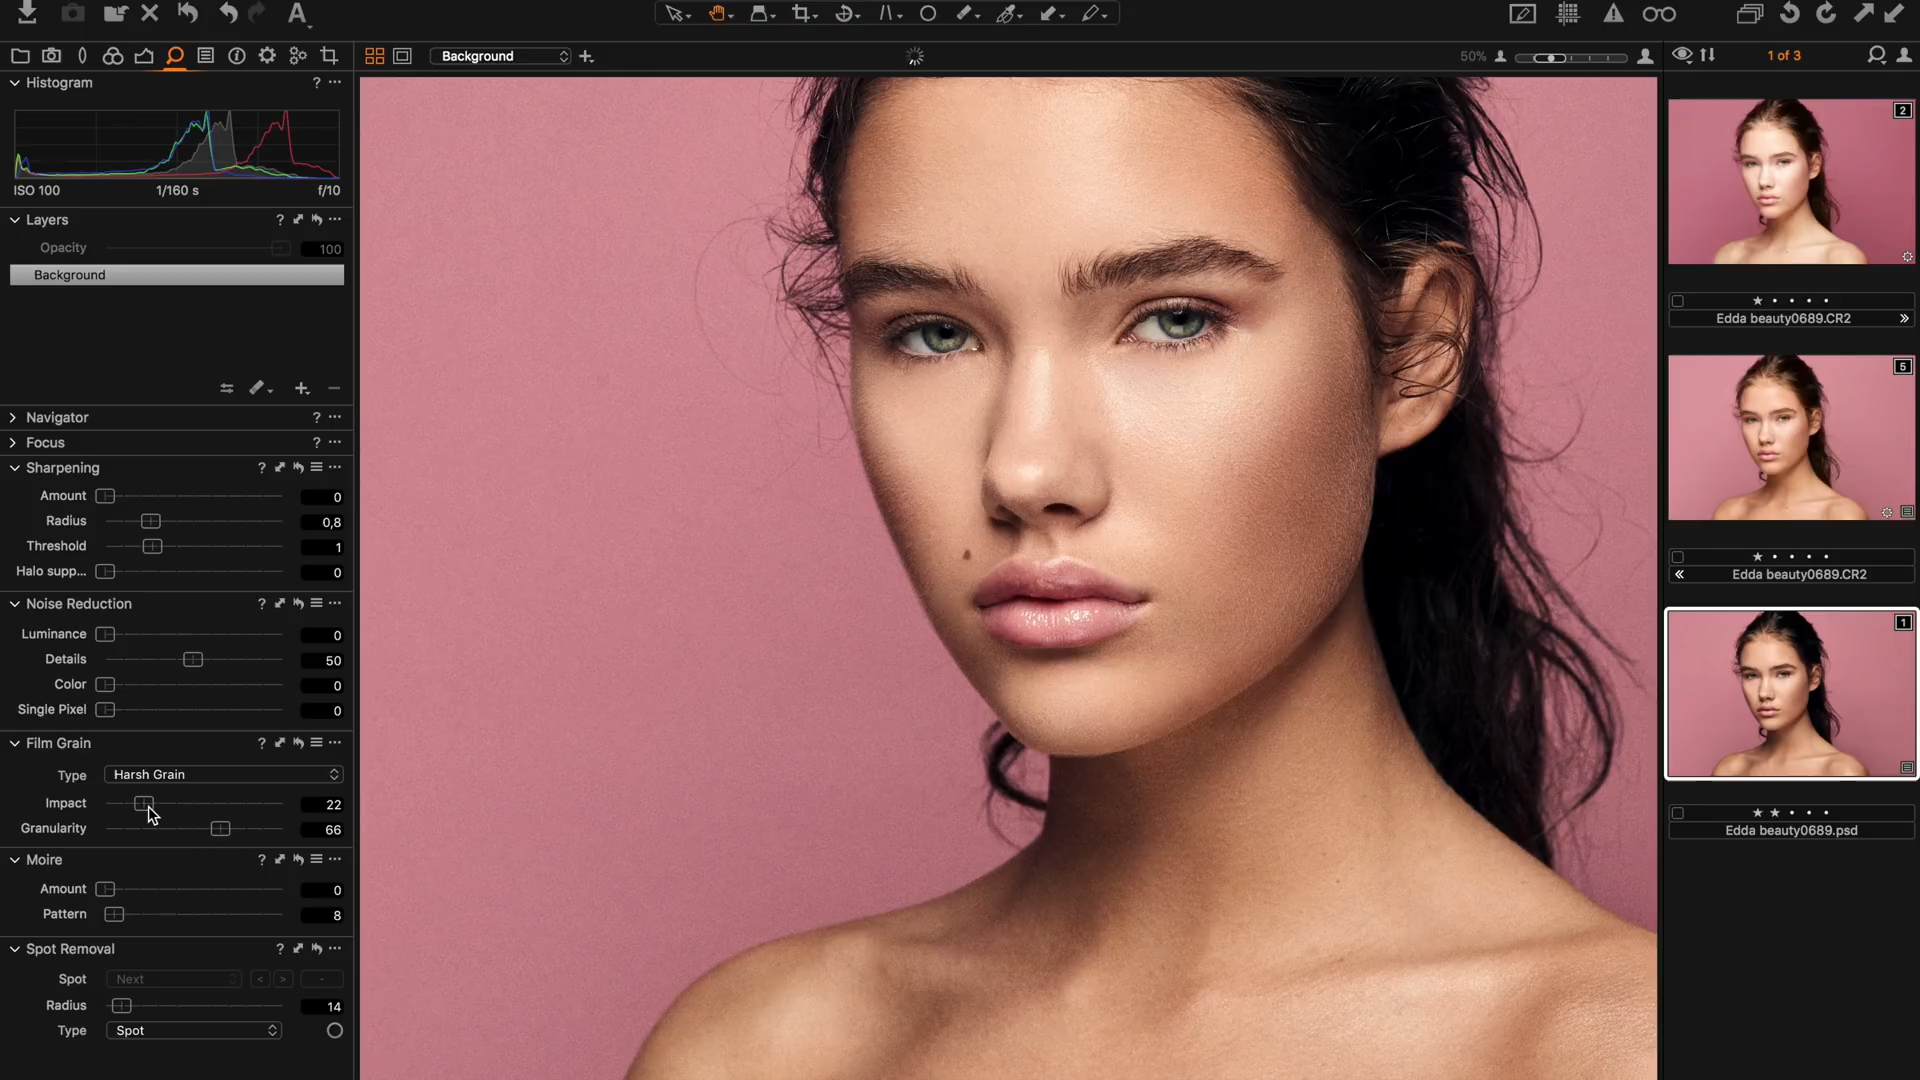 A
Background
50%
1 of 3
Histogram
?
ISO 100 1/160 s f/10
Layers ?
Opacity 100
Background
Navigator ?
Focus ?
Sharpening ?
Amount 0
Radius 0,8
Threshold 1
Halo supp... 0
Noise Reduction ?
Luminance 0
Details 50
Color 0
Single Pixel 0
Film Grain ?
Type Harsh Grain
Impact 22
Granularity 66
Moire ?
Amount 0
Pattern 8
Spot Removal ?
Spot Next < > -
Radius 14
Type Spot
2
Edda beauty0689.CR2 »
5
« Edda beauty0689.CR2
1
Edda beauty0689.psd